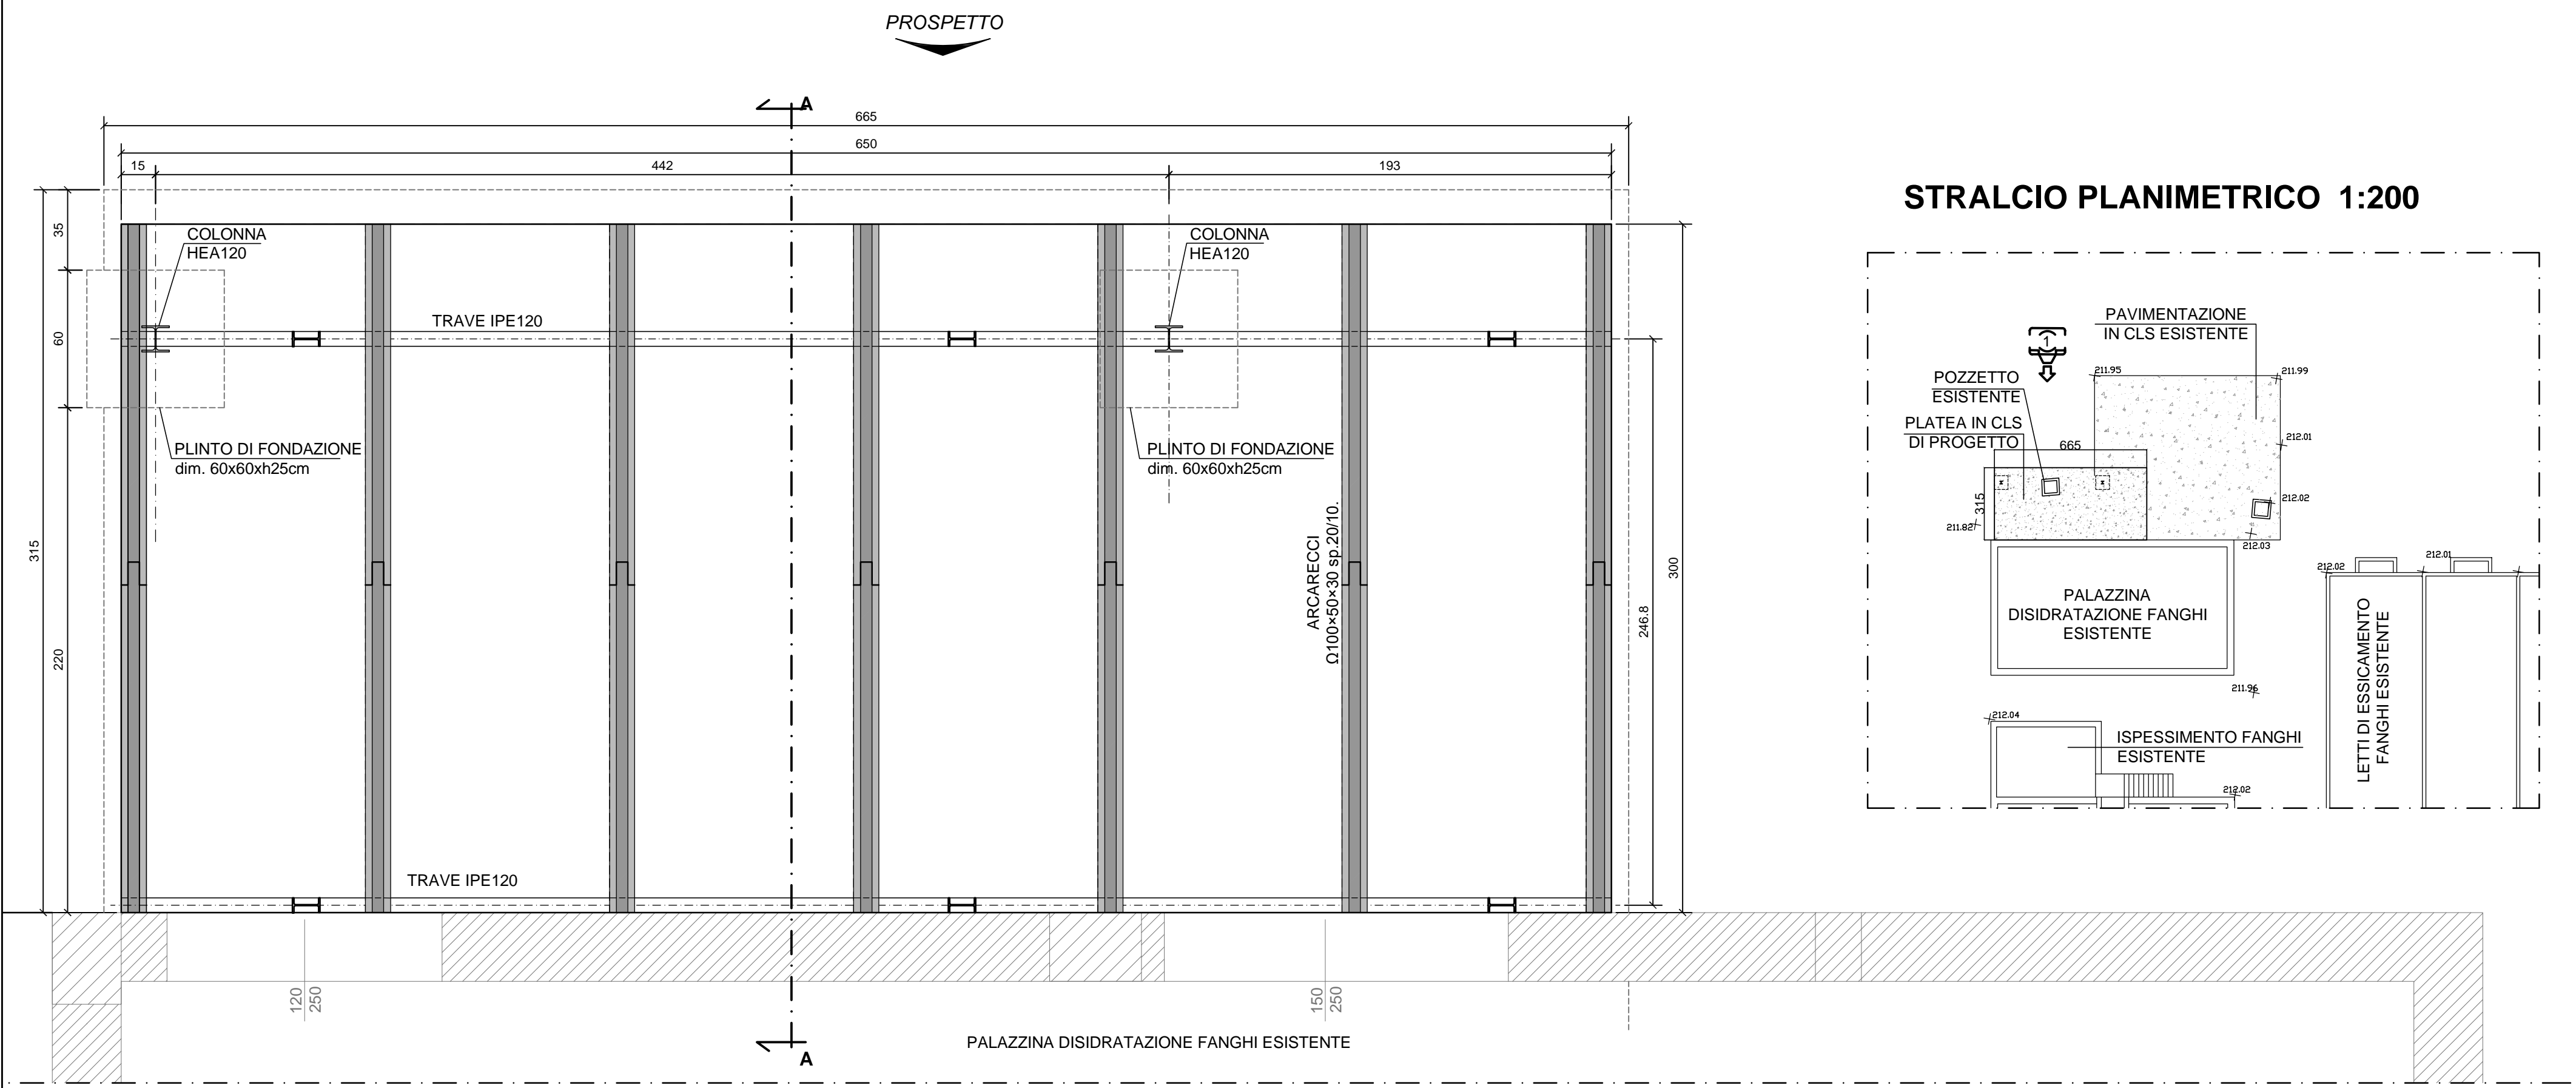 PROSPETTO
A
665
650
15
442
193
315
35
60
220
COLONNA
HEA120
COLONNA
HEA120
TRAVE IPE120
PLINTO DI FONDAZIONE
dim. 60x60xh25cm
PLINTO DI FONDAZIONE
dim. 60x60xh25cm
ARCARECCI
Ω100×50×30 sp.20/10.
246.8
300
TRAVE IPE120
120
250
150
250
A
PALAZZINA DISIDRATAZIONE FANGHI ESISTENTE
STRALCIO PLANIMETRICO 1:200
PAVIMENTAZIONE
IN CLS ESISTENTE
1
211.95
211.99
POZZETTO
ESISTENTE
PLATEA IN CLS
DI PROGETTO
665
212.01
315
212.02
211.82
212.03
PALAZZINA
DISIDRATAZIONE FANGHI
ESISTENTE
212.02
212.01
LETTI DI ESSICAMENTO
FANGHI ESISTENTE
211.96
212.04
ISPESSIMENTO FANGHI
ESISTENTE
212.02